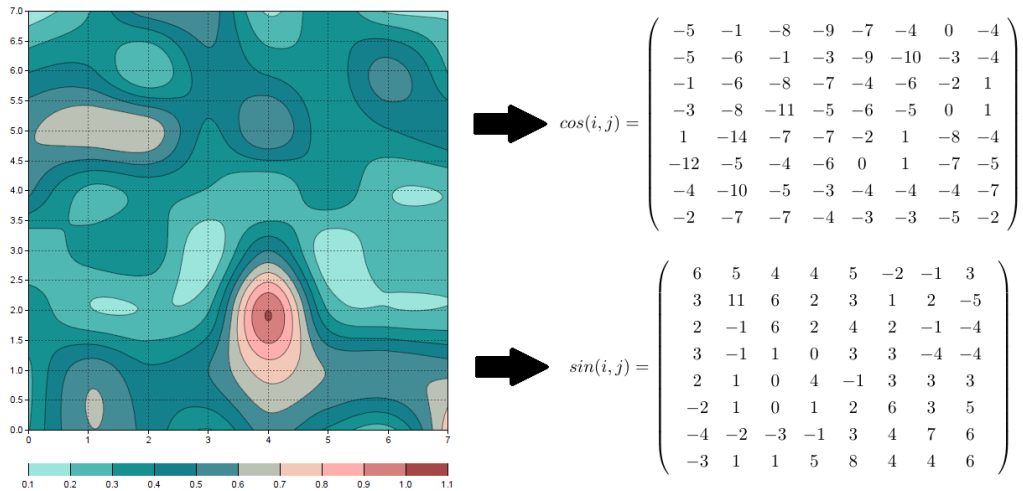 7.0
6.5
6.0
5.5
5.0
4.5
4.0
3.5
3.0
2.5
2.0
1.5
1.0
0.5
0.0
0 1 2 3 4 5 6 7
0.1 0.2 0.3 0.4 0.5 0.6 0.7 0.8 0.9 1.0 1.1
cos(i, j) =
−5 −1 −8 −9 −7 −4 0 −4
−5 −6 −1 −3 −9 −10 −3 −4
−1 −6 −8 −7 −4 −6 −2 1
−3 −8 −11 −5 −6 −5 0 1
1 −14 −7 −7 −2 1 −8 −4
−12 −5 −4 −6 0 1 −7 −5
−4 −10 −5 −3 −4 −4 −4 −7
−2 −7 −7 −4 −3 −3 −5 −2
sin(i, j) =
6 5 4 4 5 −2 −1 3
3 11 6 2 3 1 2 −5
2 −1 6 2 4 2 −1 −4
3 −1 1 0 3 3 −4 −4
2 1 0 4 −1 3 3 3
−2 1 0 1 2 6 3 5
−4 −2 −3 −1 3 4 7 6
−3 1 1 5 8 4 4 6